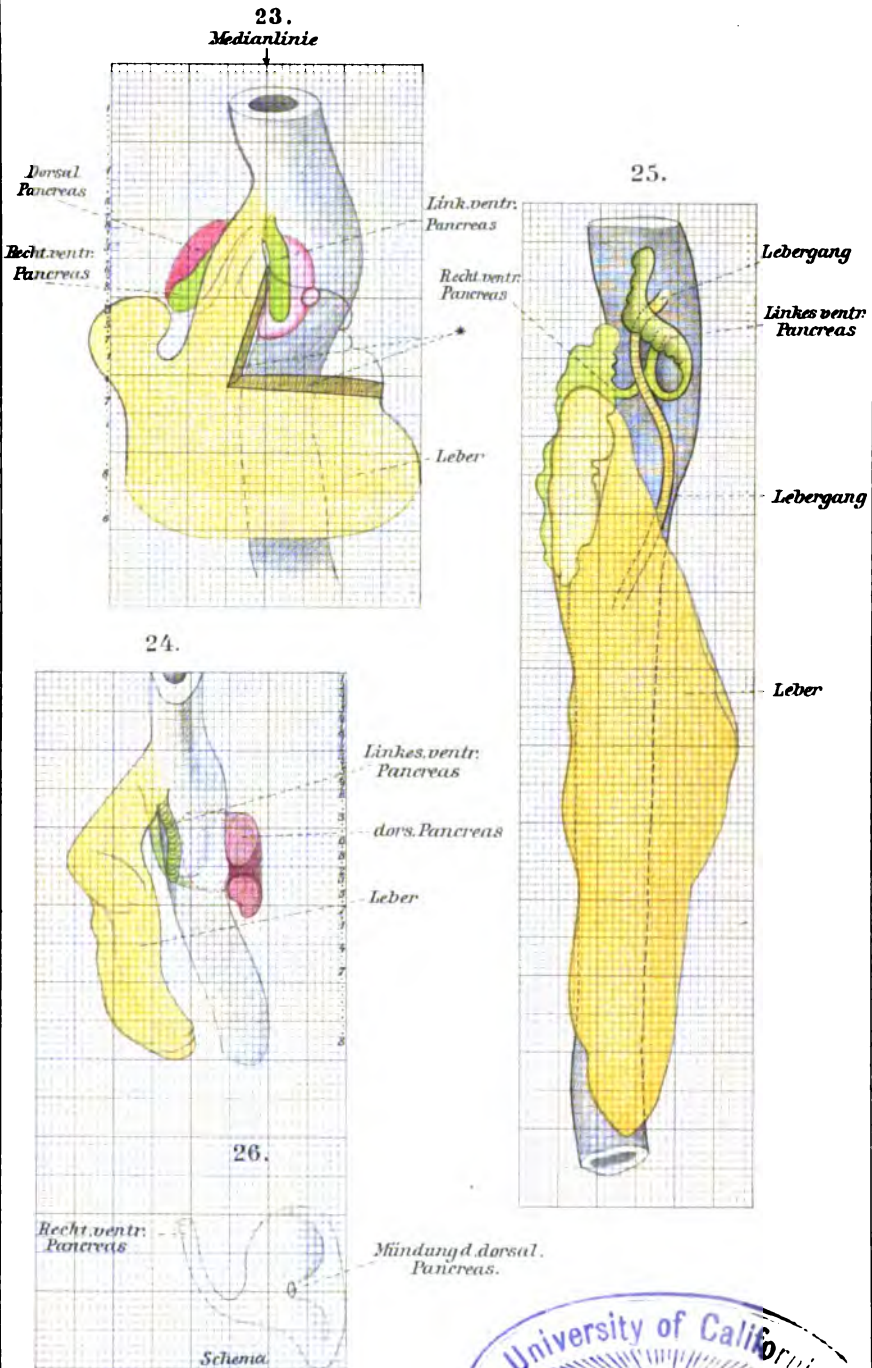 23.
Medianlinie
Dorsal.
Pancreas
Recht.ventr.
Pancreas
Link.ventr.
Pancreas
Recht.ventr.
Pancreas
*
Leber
25.
Lebergang
Linkes ventr.
Pancreas
Lebergang
Leber
24.
Linkes.ventr.
Pancreas
dors.Pancreas
Leber
26.
Recht.ventr.
Pancreas
Mündung d.dorsal.
Pancreas.
Schema
University of California